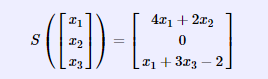 S([x₁ x₂ x₃]) = [4x₁ + 2x₂ 0 x₁ + 3x₃ − 2]